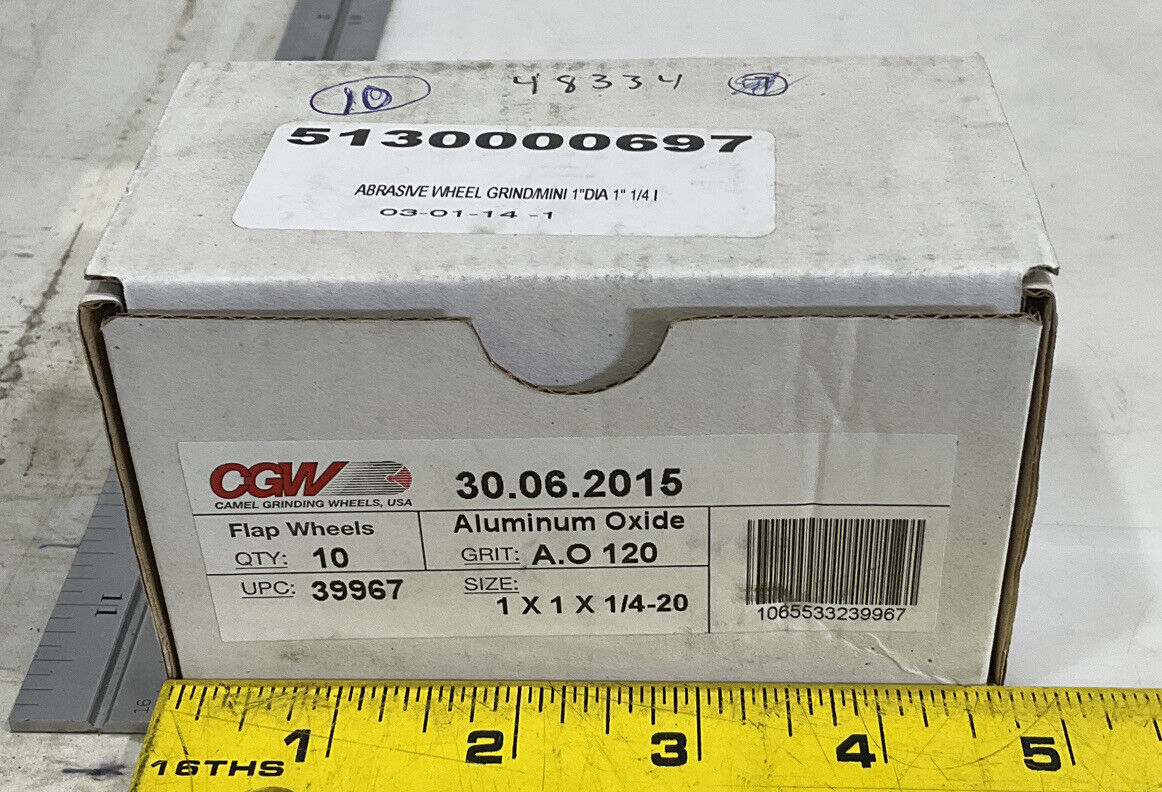 10 48334
5130000697
ABRASIVE WHEEL GRIND/MINI 1"DIA 1" 1/4 I
03-01-14 -1
CGW
CAMEL GRINDING WHEELS, USA
30.06.2015
Flap Wheels
Aluminum Oxide
QTY: 10
GRIT: A.O 120
UPC: 39967
SIZE:
1 X 1 X 1/4-20
1065533239967
11
16
1 2 3 4 5
16THS